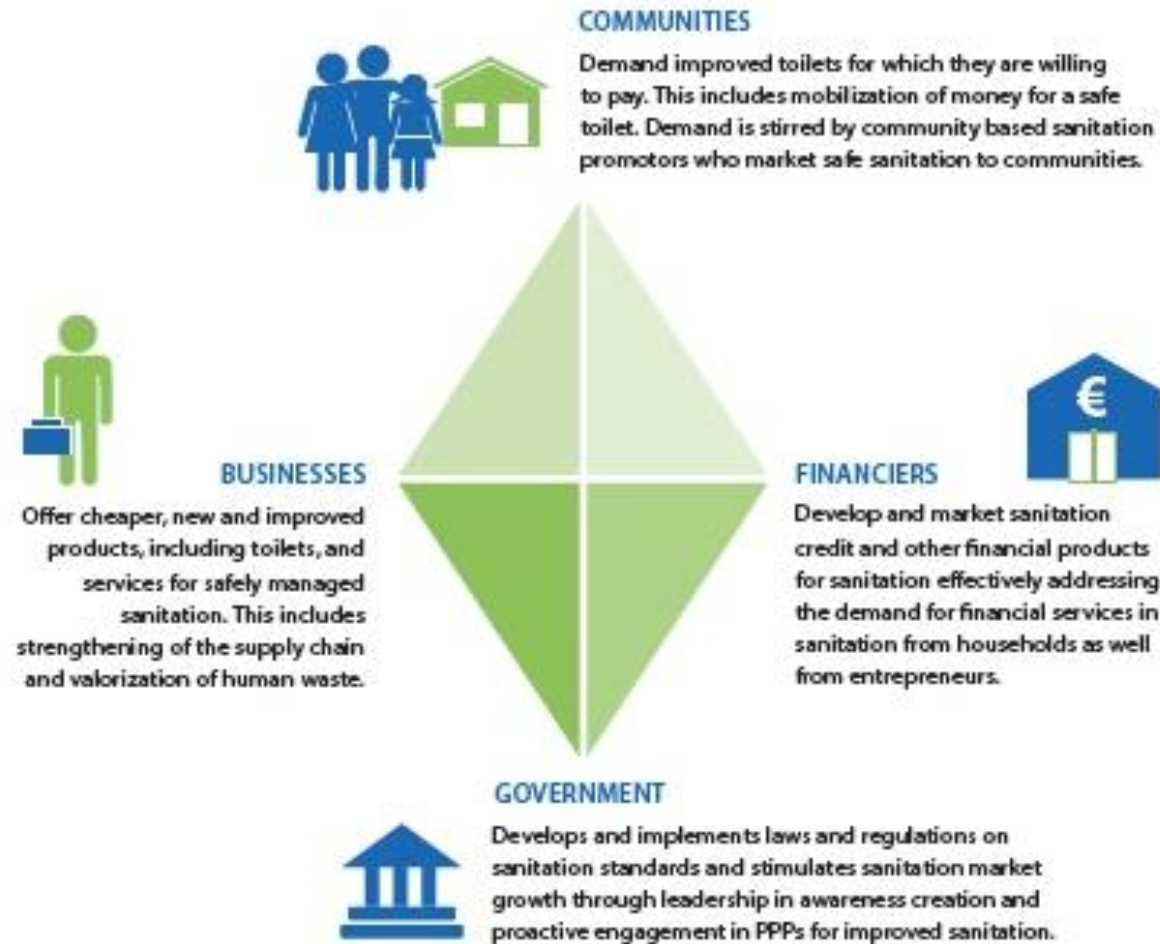 COMMUNITIES
Demand improved toilets for which they are willing
to pay. This includes mobilization of money for a safe
toilet. Demand is stirred by community based sanitation
promotors who market safe sanitation to communities.
BUSINESSES
Offer cheaper, new and improved
products, including toilets, and
services for safely managed
sanitation. This includes
strengthening of the supply chain
and valorization of human waste.
€
FINANCIERS
Develop and market sanitation
credit and other financial products
for sanitation effectively addressing
the demand for financial services in
sanitation from households as well
from entrepreneurs.
GOVERNMENT
Develops and implements laws and regulations on
sanitation standards and stimulates sanitation market
growth through leadership in awareness creation and
proactive engagement in PPPs for improved sanitation.